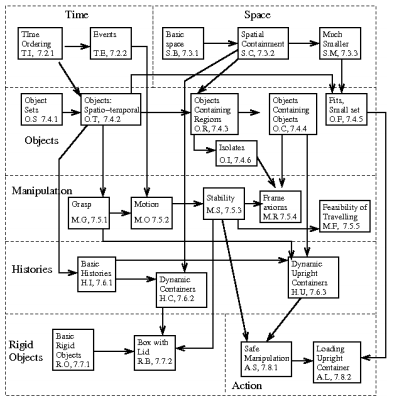 Time
Space
TIme
Ordering
T.I, 7.2.1
Events
T.E, 7.2.2
Basic
space
S.B, 7.3.1
Spatial
Containment
S.C, 7.3.2
Much
Smaller
S.M, 7.3.3
Object
Sets
O.S 7.4.1
Objects:
Spatio-temporal
O.T, 7.4.2
Objects
Containing
Regions
O.R, 7.4.3
Objects
Containing
Objects
O.C, 7.4.4
Fits,
Small set
O.F, 7.4.5
Objects
Isolates
O.I, 7.4.6
Manipulation
Grasp
M.G, 7.5.1
Motion
M.O 7.5.2
Stability
M.S, 7.5.3
Frame
axioms
M.R 7.5.4
Feasibility of
Travelling
M.F, 7.5.5
Histories
Basic
Histories
H.I, 7.6.1
Dynamic
Containers
H.C, 7.6.2
Dynamic
Upright
Containers
H.U, 7.6.3
Rigid
Objects
Basic
Rigid
Objects
R.O, 7.7.1
Box with
Lid
R.B, 7.7.2
Safe
Manipulation
A.S, 7.8.1
Loading
Upright
Container
A.L, 7.8.2
Action